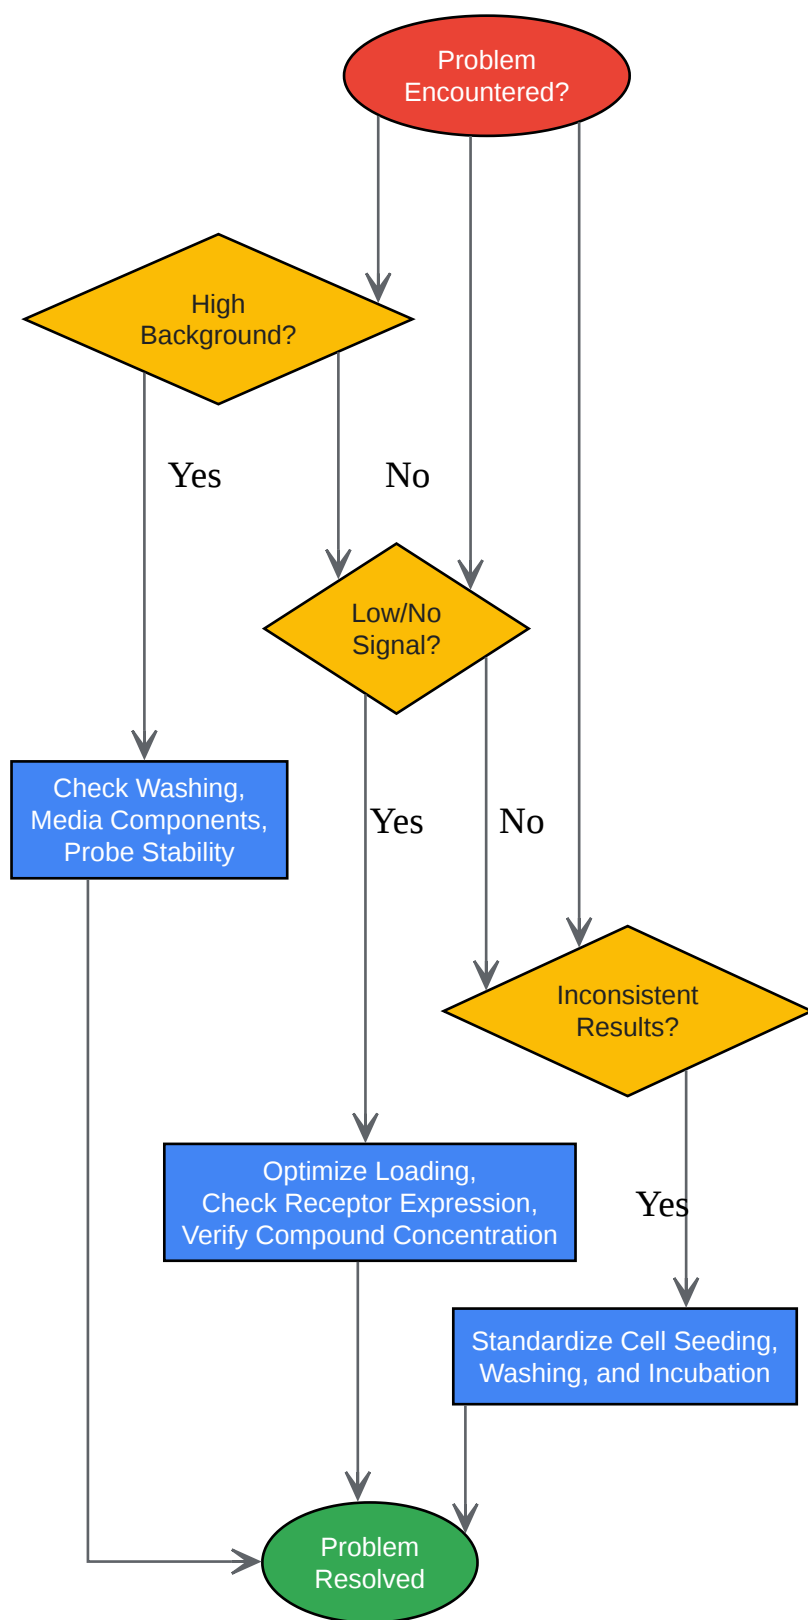 Problem
Encountered?
High
Background?
Yes
No
Low/No
Signal?
Check Washing,
Media Components,
Probe Stability
Yes
No
Inconsistent
Results?
Optimize Loading,
Check Receptor Expression,
Verify Compound Concentration
Yes
Standardize Cell Seeding,
Washing, and Incubation
Problem
Resolved